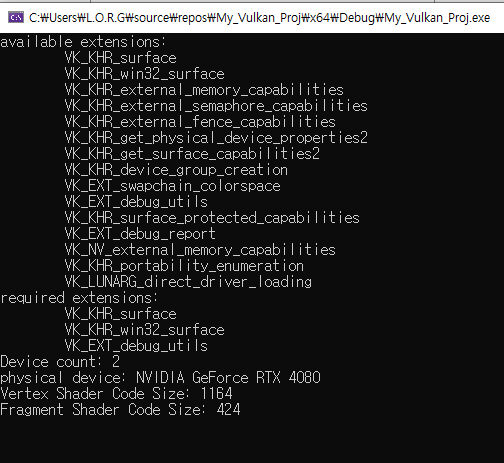 C:₩Users₩L.O.R.G₩source₩repos₩My_Vulkan_Proj₩x64₩Debug₩My_Vulkan_Proj.exe
available extensions:
VK_KHR_surface
VK_KHR_win32_surface
VK_KHR_external_memory_capabilities
VK_KHR_external_semaphore_capabilities
VK_KHR_external_fence_capabilities
VK_KHR_get_physical_device_properties2
VK_KHR_get_surface_capabilities2
VK_KHR_device_group_creation
VK_EXT_swapchain_colorspace
VK_EXT_debug_utils
VK_KHR_surface_protected_capabilities
VK_EXT_debug_report
VK_NV_external_memory_capabilities
VK_KHR_portability_enumeration
VK_LUNARG_direct_driver_loading
required extensions:
VK_KHR_surface
VK_KHR_win32_surface
VK_EXT_debug_utils
Device count: 2
physical device: NVIDIA GeForce RTX 4080
Vertex Shader Code Size: 1164
Fragment Shader Code Size: 424